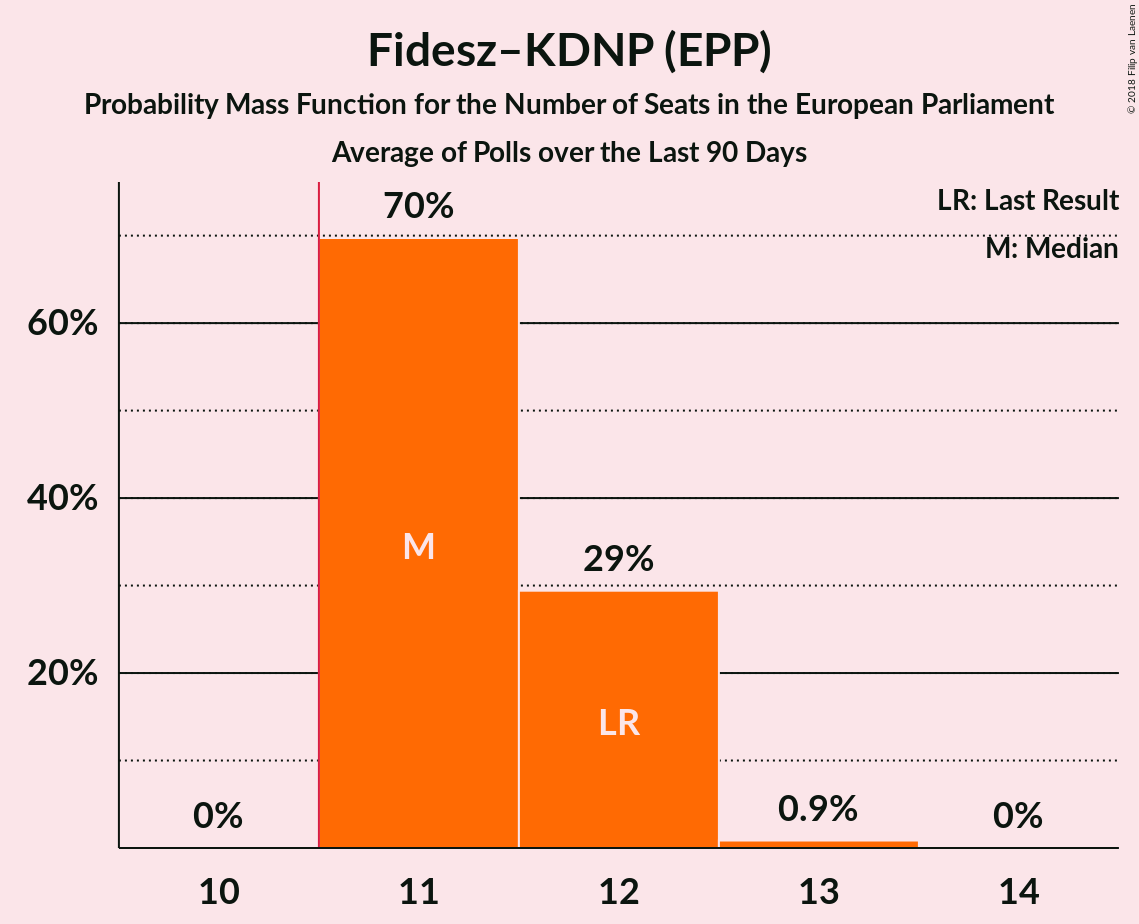 Fidesz–KDNP (EPP)
Probability Mass Function for the Number of Seats in the European Parliament
Average of Polls over the Last 90 Days
© 2018 Filip van Laenen
LR: Last Result
M: Median
70%
60%
M
29%
40%
20%
LR
0%
0.9%
0%
10 11 12 13 14